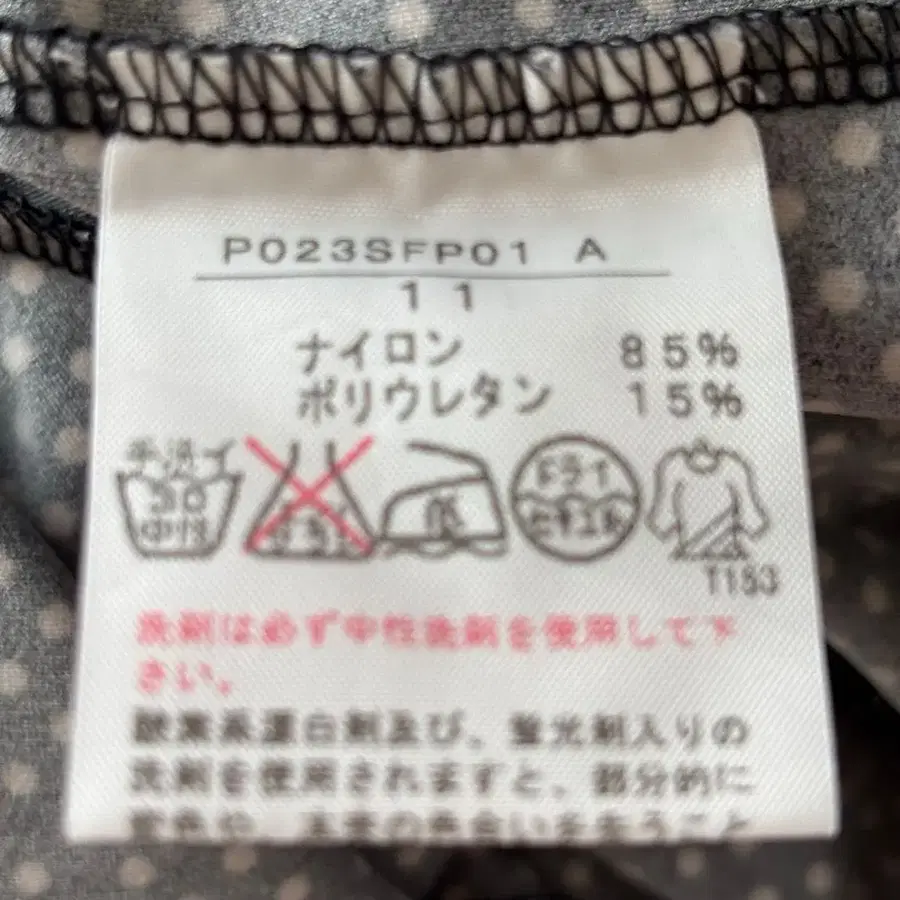 P023SFP01 A
11
ナイロン 85%
ポリウレタン 15%
手洗イ
30
中性
ドライ
セキユ系
T153
洗剤は必ず中性洗剤を使用して下
さい。
酸素系漂白剤及び、蛍光剤入りの
洗剤を使用されますと、部分的に